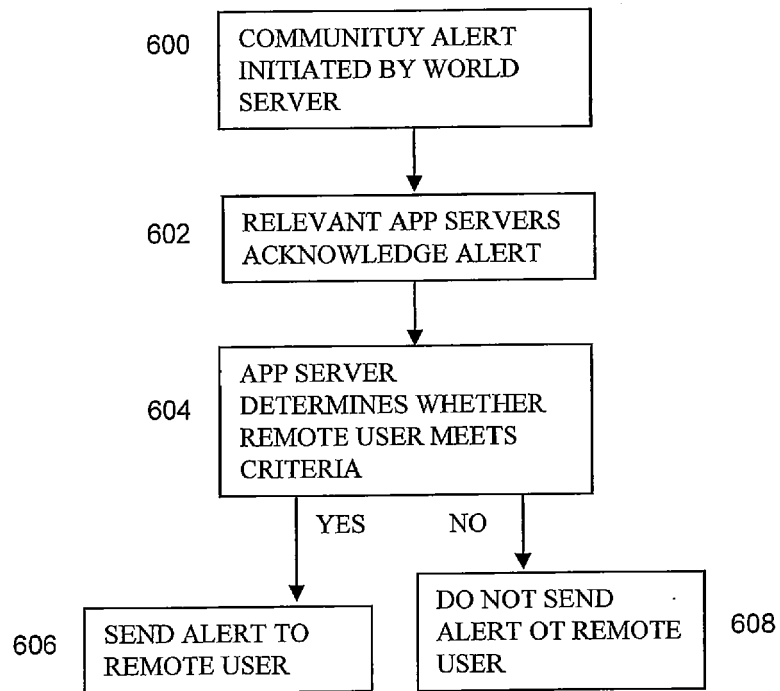 600
COMMUNITUY ALERT
INITIATED BY WORLD
SERVER
602
RELEVANT APP SERVERS
ACKNOWLEDGE ALERT
604
APP SERVER
DETERMINES WHETHER
REMOTE USER MEETS
CRITERIA
YES
NO
606
SEND ALERT TO
REMOTE USER
DO NOT SEND
ALERT OT REMOTE
USER
608